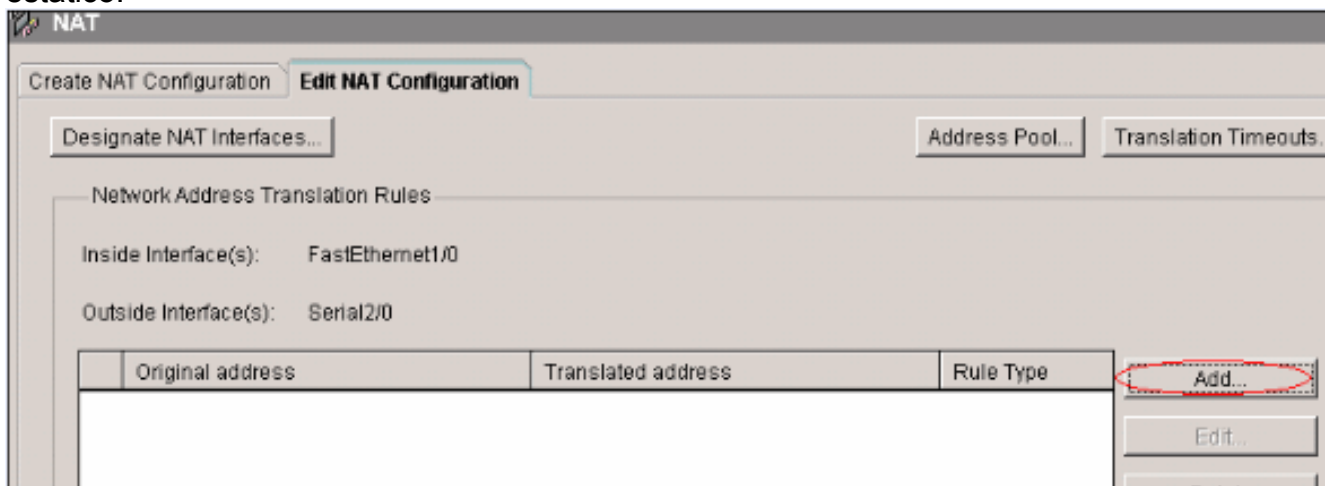 NAT
Create NAT Configuration Edit NAT Configuration
Designate NAT Interfaces... Address Pool... Translation Timeouts.
Network Address Translation Rules
Inside Interface(s): FastEthernet1/0
Outside Interface(s): Serial2/0
Original address Translated address Rule Type Add...
Edit...